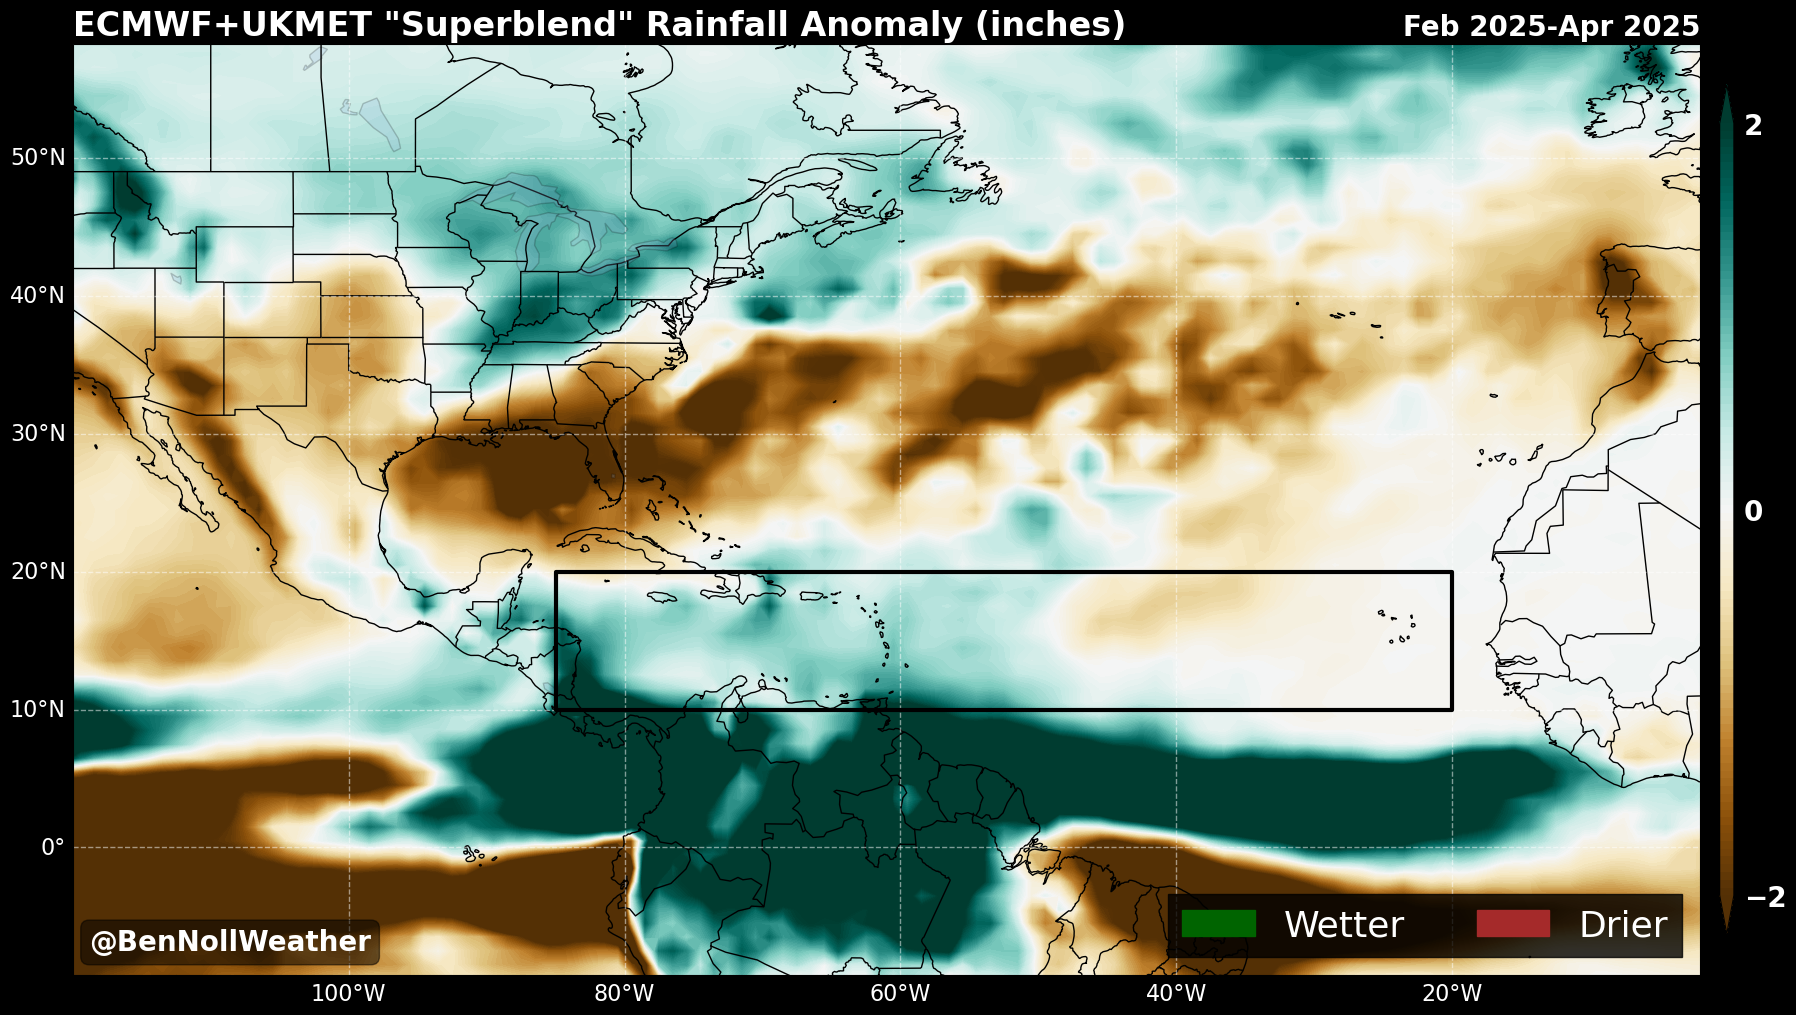 ECMWF+UKMET "Superblend" Rainfall Anomaly (inches)
Feb 2025-Apr 2025
2
50°N
40°N
30°N
0
20°N
10°N
0°
−2
Wetter
Drier
@BenNollWeather
100°W
80°W
60°W
40°W
20°W